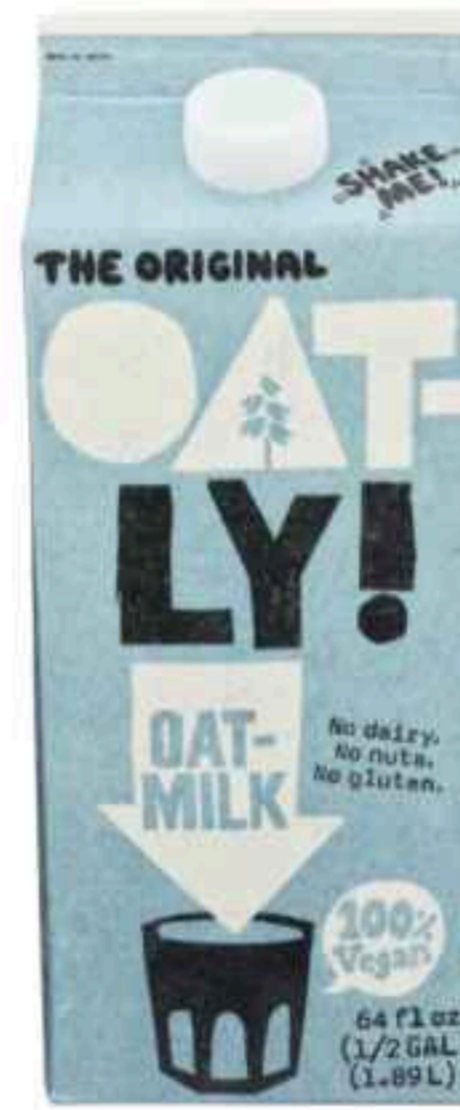 SHAKE
ME!
THE ORIGINAL
OAT-
LY!
OAT-
MILK
No dairy.
No nuts.
No gluten.
100%
Vegan
64 fl oz
(1/2 GAL)
(1.89 L)